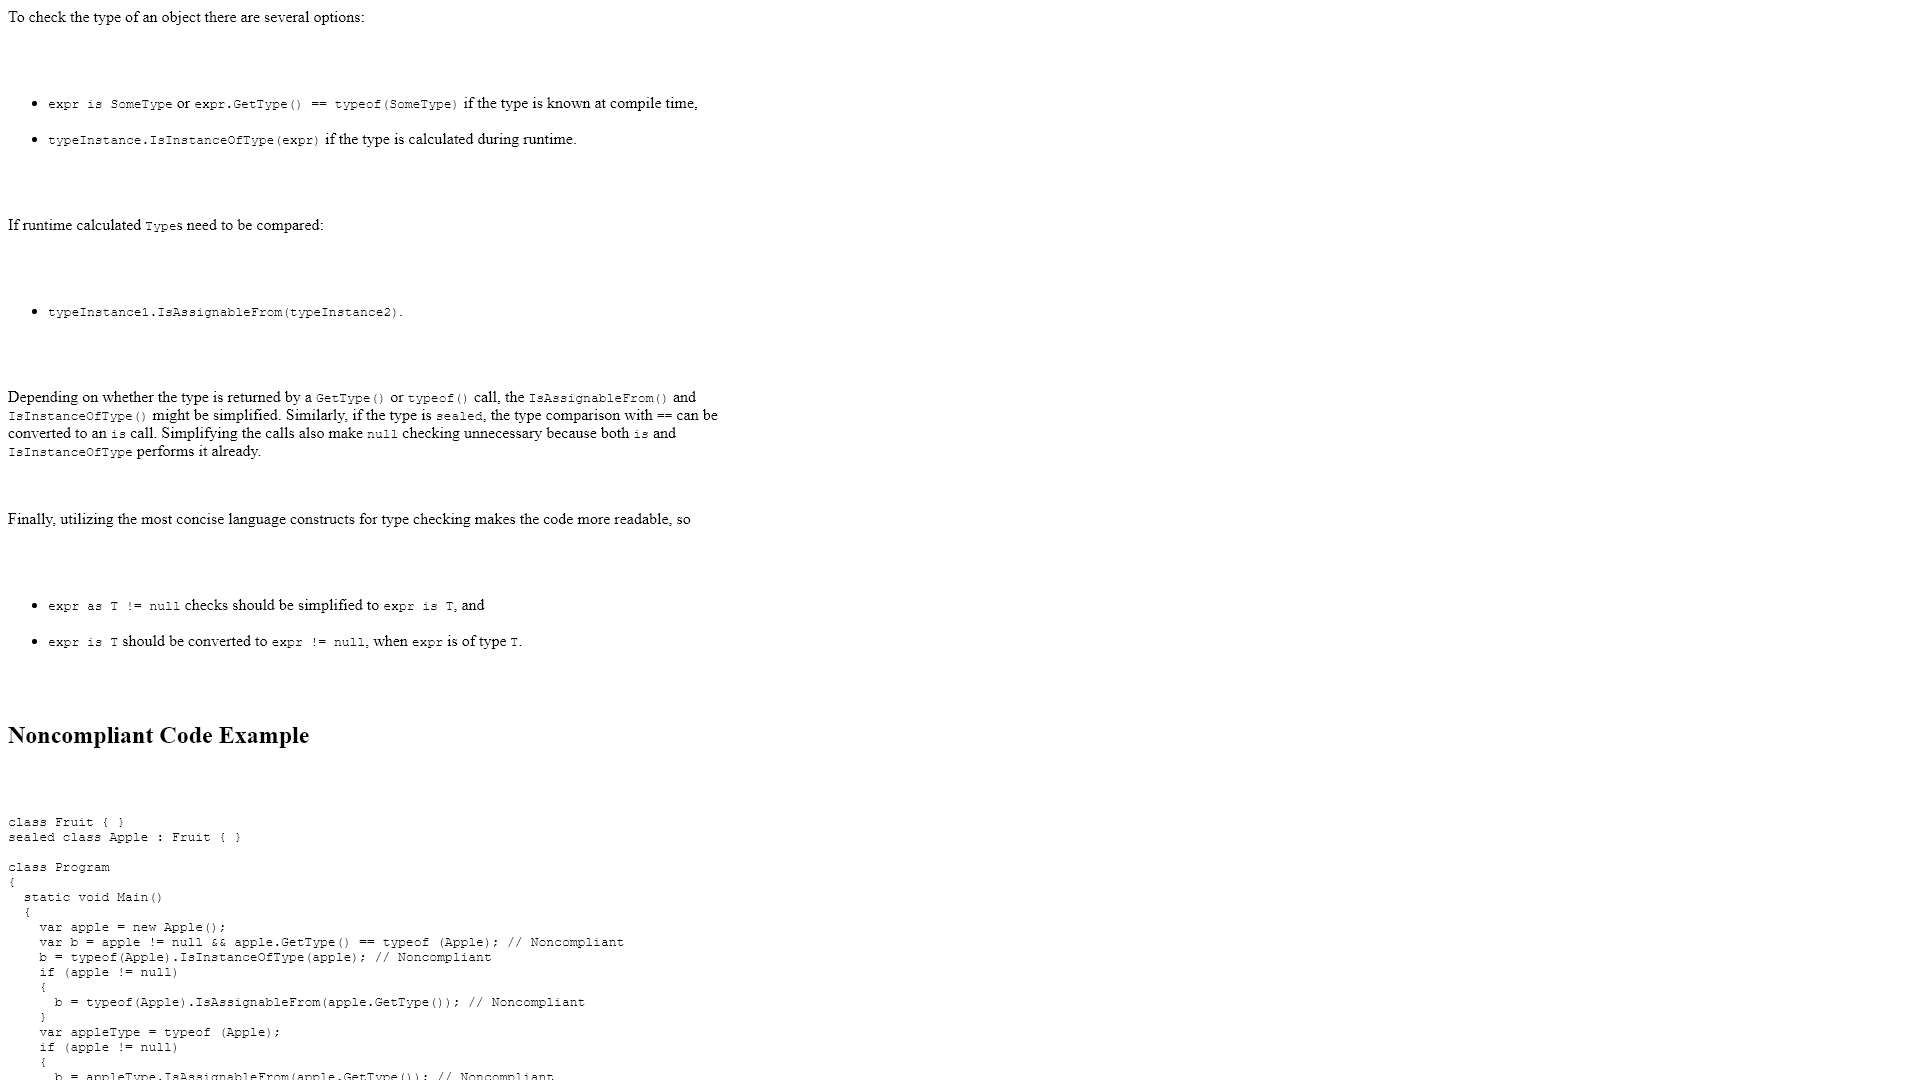 To check the type of an object there are several options:
• expr is SomeType or expr.GetType() == typeof(SomeType) if the type is known at compile time,
• typeInstance.IsInstanceOfType(expr) if the type is calculated during runtime.
If runtime calculated Types need to be compared:
• typeInstance1.IsAssignableFrom(typeInstance2).
Depending on whether the type is returned by a GetType() or typeof() call, the IsAssignableFrom() and
IsInstanceOfType() might be simplified. Similarly, if the type is sealed, the type comparison with == can be
converted to an is call. Simplifying the calls also make null checking unnecessary because both is and
IsInstanceOfType performs it already.
Finally, utilizing the most concise language constructs for type checking makes the code more readable, so
• expr as T != null checks should be simplified to expr is T, and
• expr is T should be converted to expr != null, when expr is of type T.
Noncompliant Code Example
class Fruit { }
sealed class Apple : Fruit { }
class Program
{
  static void Main()
  {
    var apple = new Apple();
    var b = apple != null && apple.GetType() == typeof (Apple); // Noncompliant
    b = typeof(Apple).IsInstanceOfType(apple); // Noncompliant
    if (apple != null)
    {
      b = typeof(Apple).IsAssignableFrom(apple.GetType()); // Noncompliant
    }
    var appleType = typeof (Apple);
    if (apple != null)
    {
      b = appleType.IsAssignableFrom(apple.GetType()); // Noncompliant